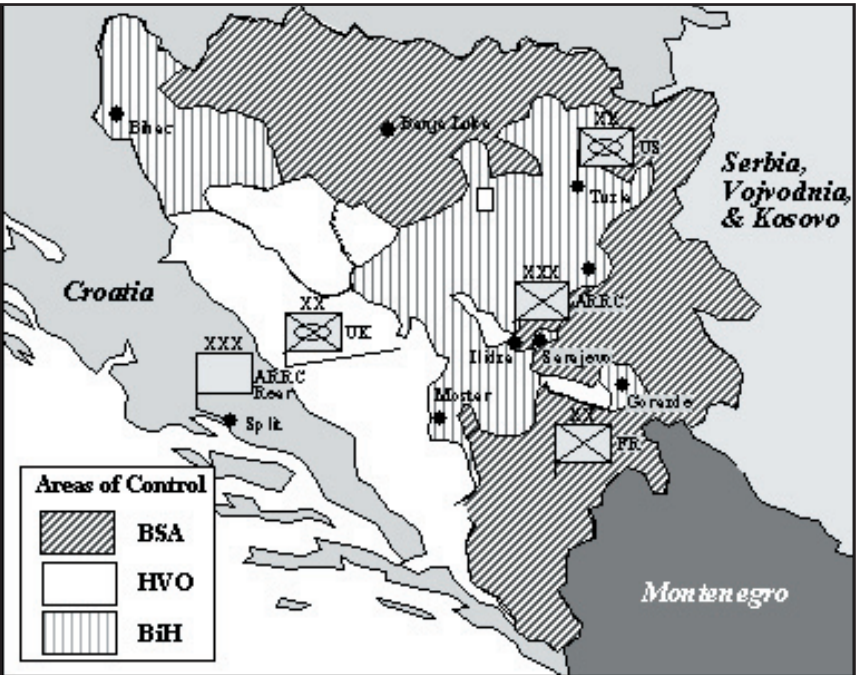 Bihac
Banja Luka
XX
US
Tuzla
Serbia,
Vojvodnia,
& Kosovo
Croatia
XXX
ARRC
XX
UK
Ilidza
Sarajevo
XXX
ARRC
Rear
Mostar
Gorazde
Split
XX
FR
Areas of Control
BSA
HVO
BiH
Montenegro